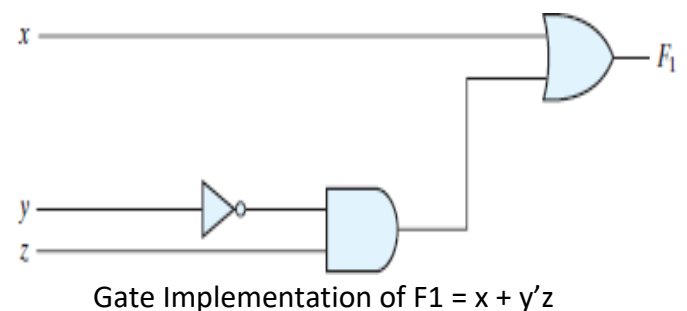 x
F₁
y
z
Gate Implementation of F1 = x + y’z